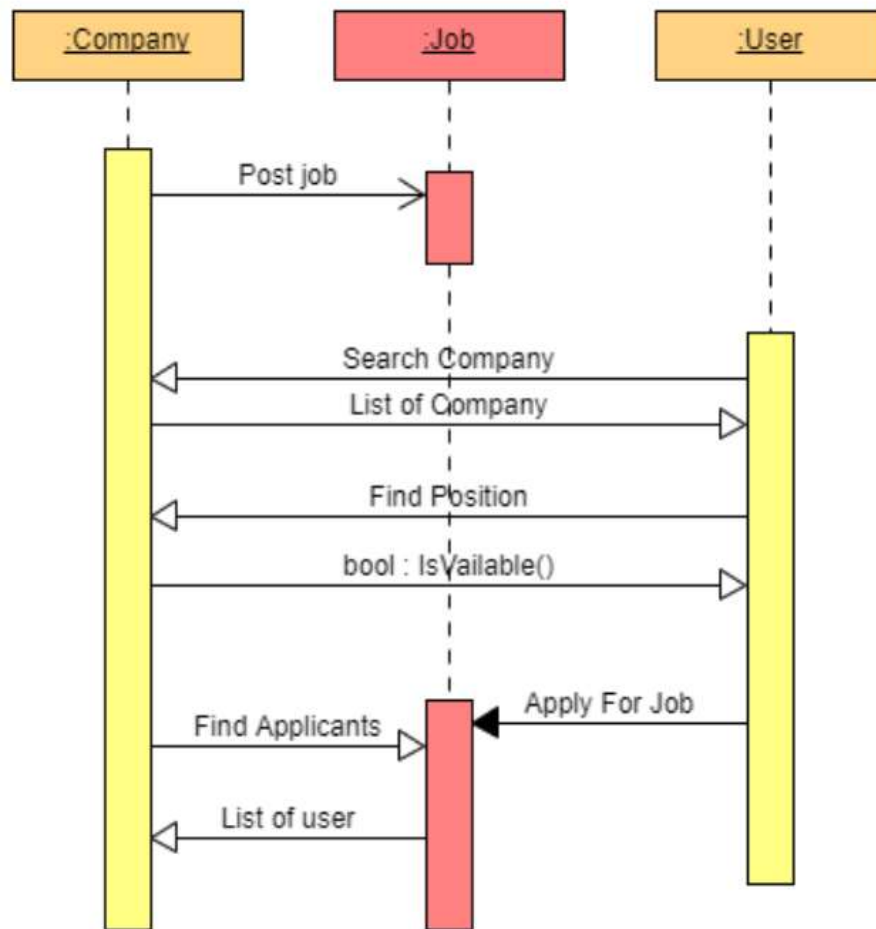 :Company
:Job
:User
Post job
Search Company
List of Company
Find Position
bool : IsVailable()
Apply For Job
Find Applicants
List of user